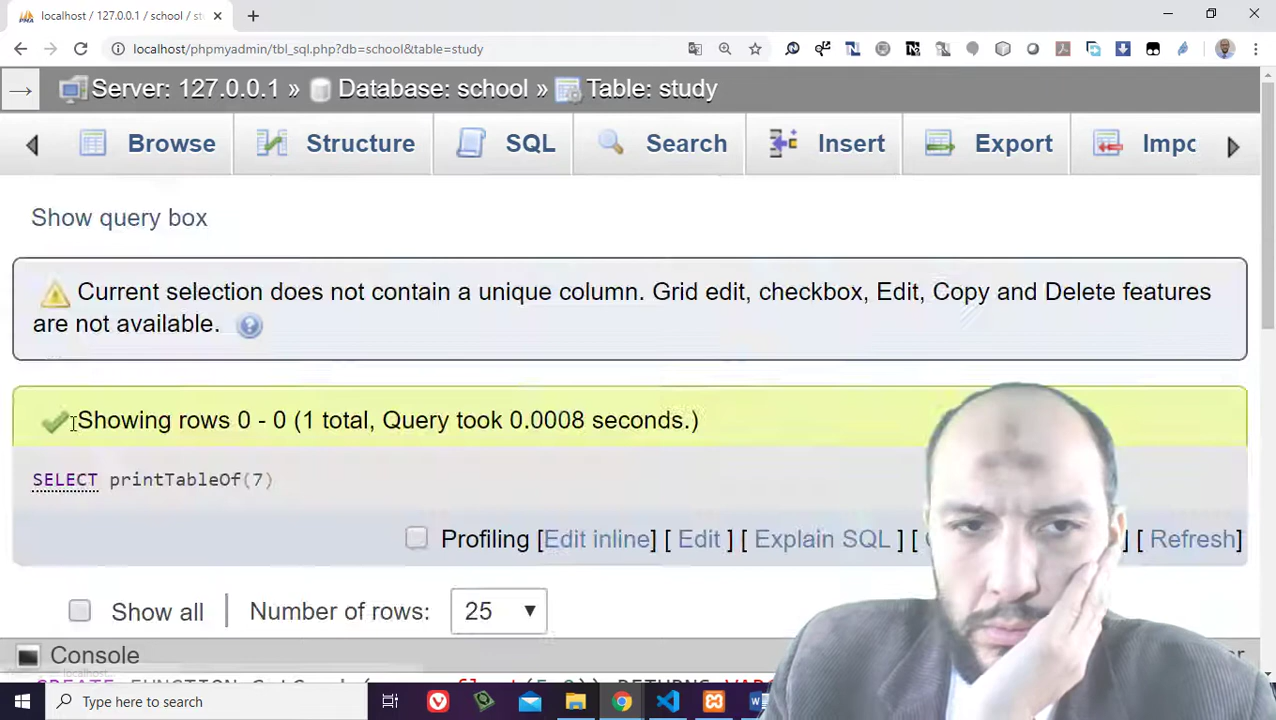 localhost / 127.0.0.1 / school / st
localhost/phpmyadmin/tbl_sql.php?db=school&table=study
Server: 127.0.0.1 » Database: school » Table: study
Browse Structure SQL Search Insert Export Impc
Show query box
Current selection does not contain a unique column. Grid edit, checkbox, Edit, Copy and Delete features
are not available.
Showing rows 0 - 0 (1 total, Query took 0.0008 seconds.)
SELECT printTableOf(7)
Profiling [Edit inline] [ Edit ] [ Explain SQL ] [ ] [ Refresh]
Show all | Number of rows: 25
Console
Type here to search